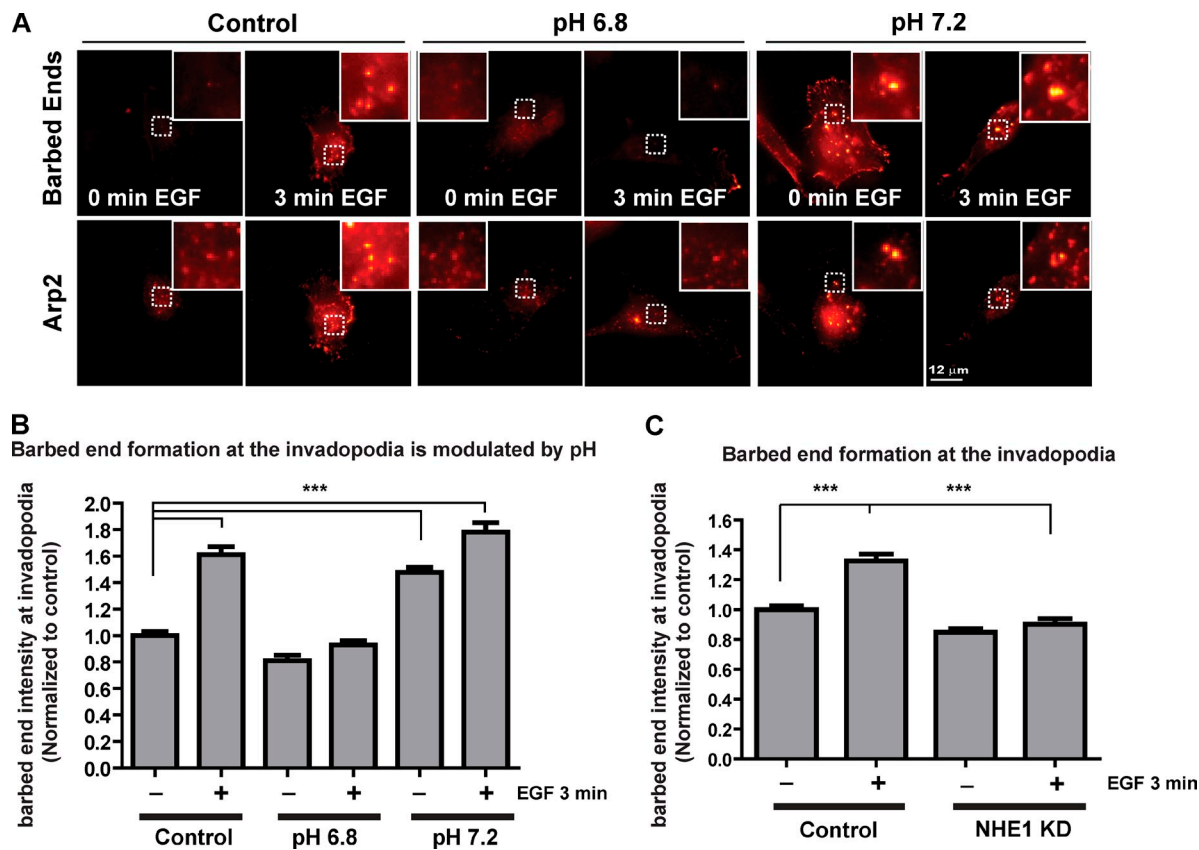 A
Control
pH 6.8
pH 7.2
Barbed Ends
0 min EGF
3 min EGF
0 min EGF
3 min EGF
0 min EGF
3 min EGF
Arp2
12 μm
B
Barbed end formation at the invadopodia is modulated by pH
barbed end intensity at invadopodia
(Normalized to control)
2.0
1.8
1.6
1.4
1.2
1.0
0.8
0.6
0.4
0.2
0.0
***
– + – + – + EGF 3 min
Control pH 6.8 pH 7.2
C
Barbed end formation at the invadopodia
barbed end intensity at invadopodia
(Normalized to control)
1.6
1.4
1.2
1.0
0.8
0.6
0.4
0.2
0.0
*** ***
– + – + EGF 3 min
Control NHE1 KD